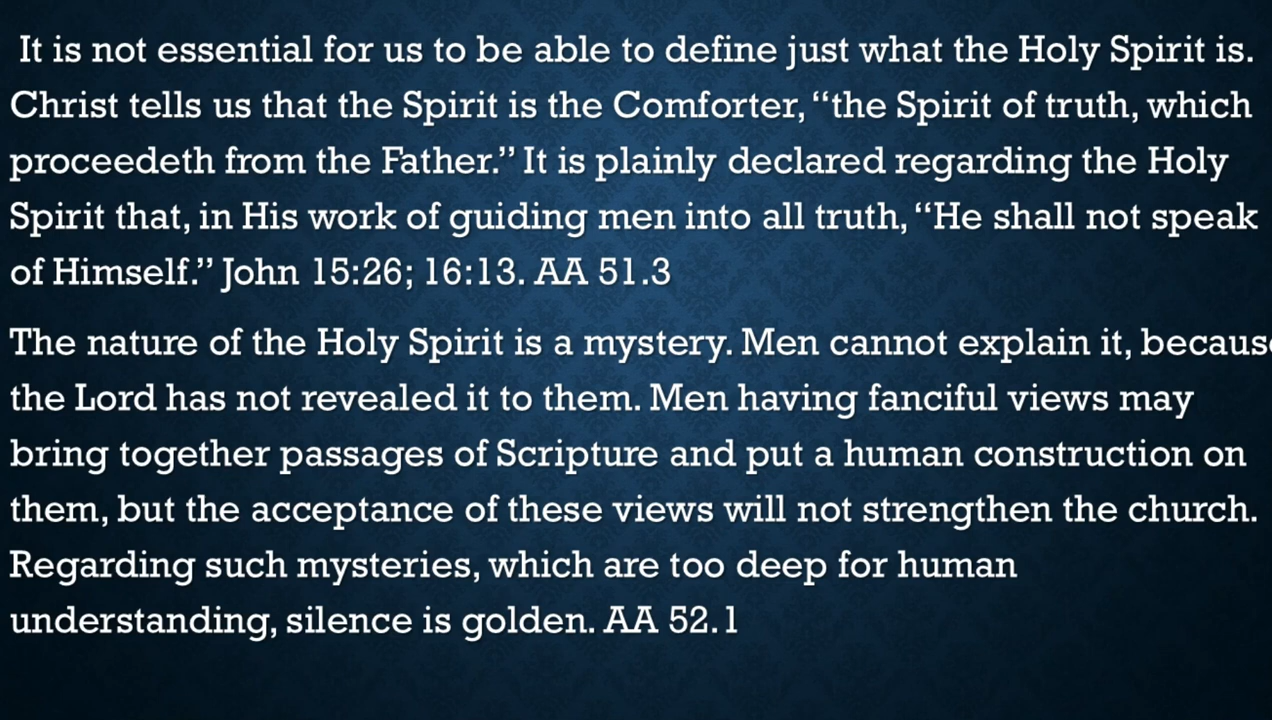 It is not essential for us to be able to define just what the Holy Spirit is.
Christ tells us that the Spirit is the Comforter, “the Spirit of truth, which
proceedeth from the Father.” It is plainly declared regarding the Holy
Spirit that, in His work of guiding men into all truth, “He shall not speak
of Himself.” John 15:26; 16:13. AA 51.3
The nature of the Holy Spirit is a mystery. Men cannot explain it, because
the Lord has not revealed it to them. Men having fanciful views may
bring together passages of Scripture and put a human construction on
them, but the acceptance of these views will not strengthen the church.
Regarding such mysteries, which are too deep for human
understanding, silence is golden. AA 52.1